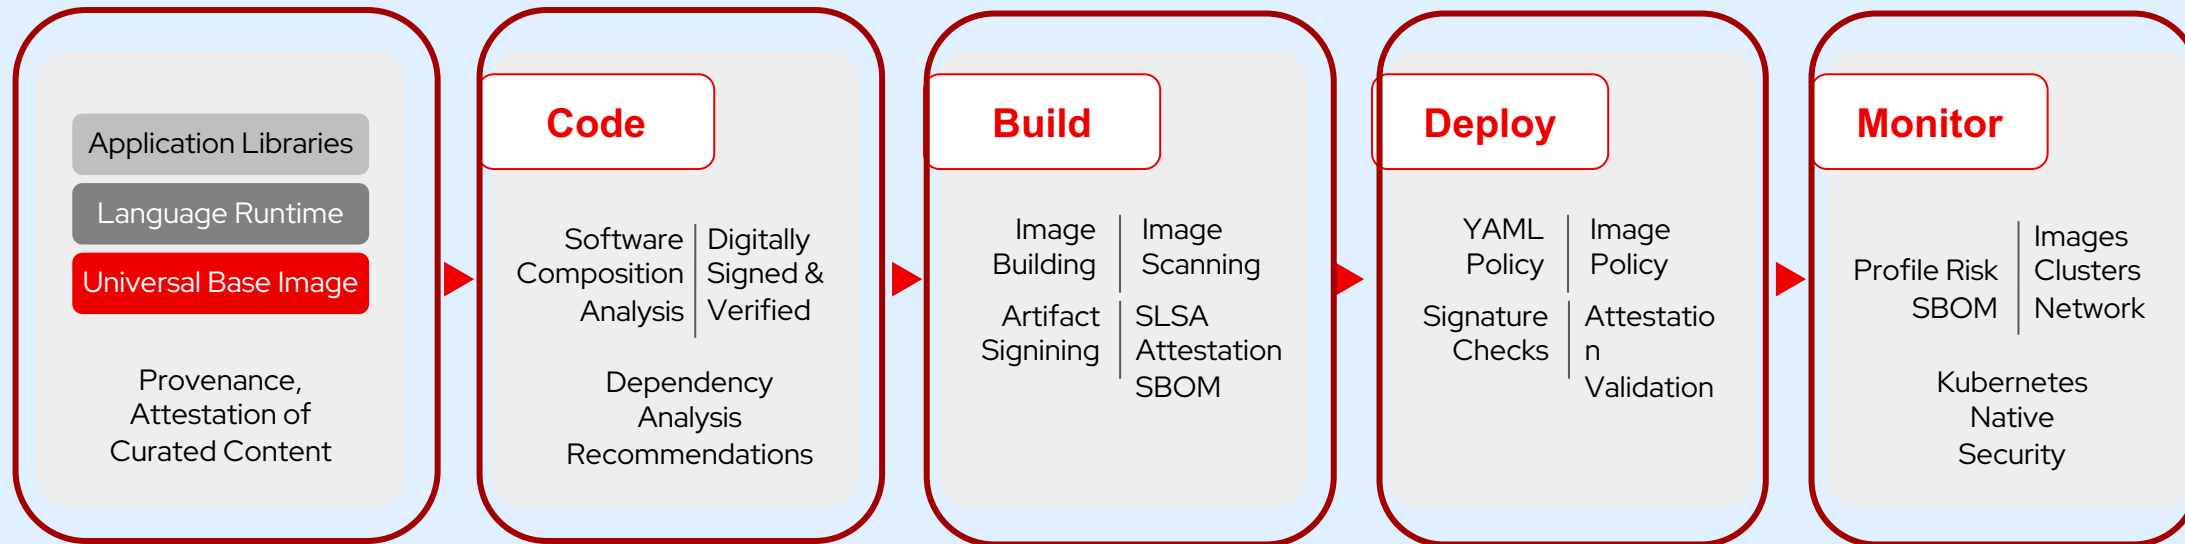 Application Libraries
Language Runtime
Universal Base Image
Provenance,
Attestation of
Curated Content
Code
Software
Composition
Analysis
Digitally
Signed &
Verified
Dependency
Analysis
Recommendations
Build
Image
Building
Image
Scanning
Artifact
Signining
SLSA
Attestation
SBOM
Deploy
YAML
Policy
Image
Policy
Signature
Checks
Attestatio
n
Validation
Monitor
Profile Risk
SBOM
Images
Clusters
Network
Kubernetes
Native
Security